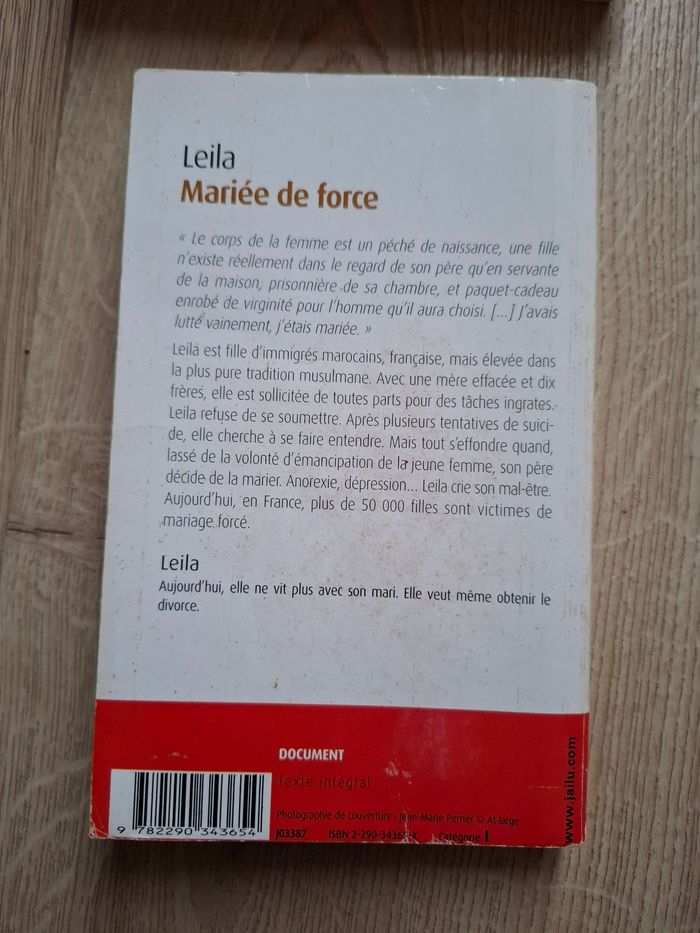 Leila
Mariée de force
« Le corps de la femme est un péché de naissance, une fille
n'existe réellement dans le regard de son père qu'en servante
de la maison, prisonnière de sa chambre, et paquet-cadeau
enrobé de virginité pour l'homme qu'il aura choisi. [...] J'avais
lutté vainement, j'étais mariée. »
Leila est fille d'immigrés marocains, française, mais élevée dans
la plus pure tradition musulmane. Avec une mère effacée et dix
frères, elle est sollicitée de toutes parts pour des tâches ingrates.
Leila refuse de se soumettre. Après plusieurs tentatives de suici-
de, elle cherche à se faire entendre. Mais tout s'effondre quand,
lassé de la volonté d'émancipation de la jeune femme, son père
décide de la marier. Anorexie, dépression... Leila crie son mal-être.
Aujourd'hui, en France, plus de 50 000 filles sont victimes de
mariage forcé.
Leila
Aujourd'hui, elle ne vit plus avec son mari. Elle veut même obtenir le
divorce.
DOCUMENT
Texte intégral
Photographie de couverture : Jean-Marie Perrier © At large
J03387 ISBN 2-290-34365-X Catégorie I
9 782290 343654
www.jailu.com